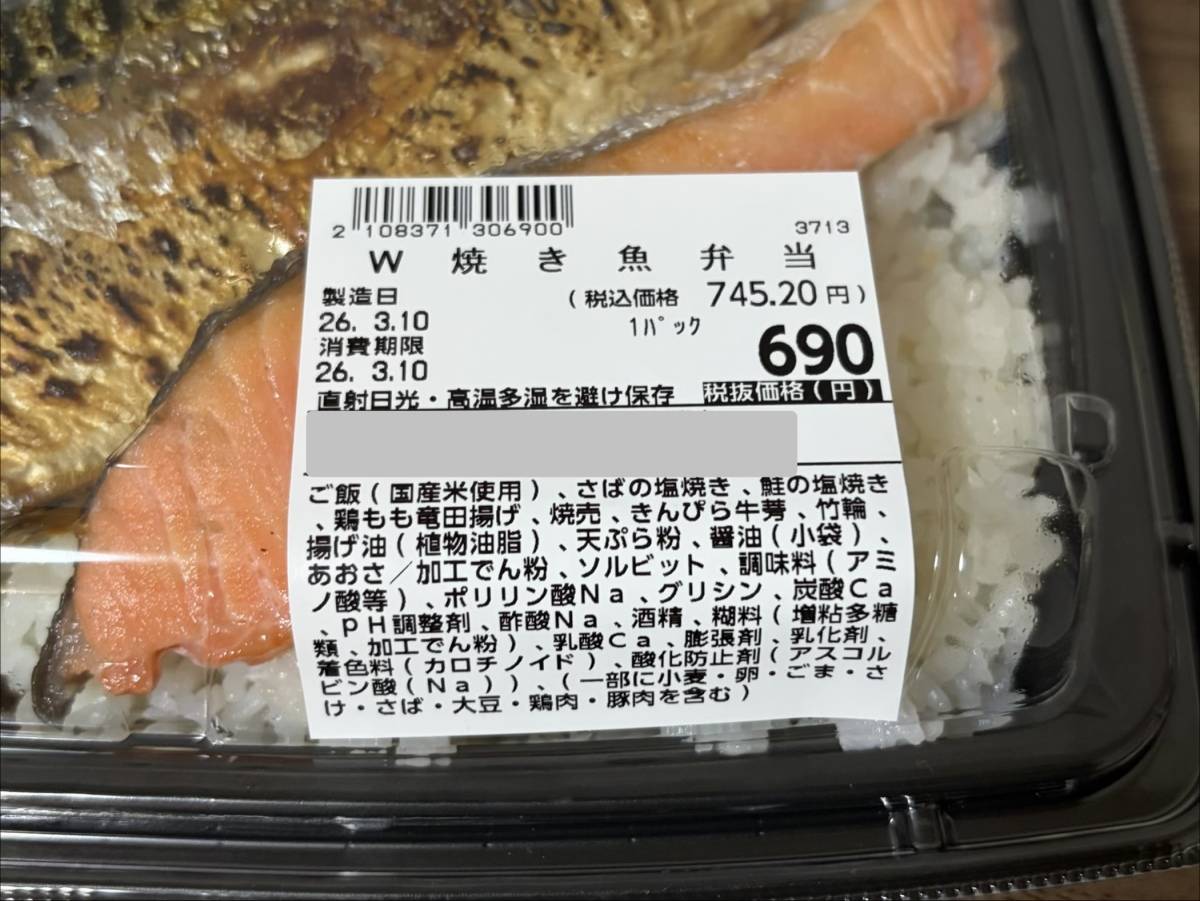 2 108371 306900
3713
W 焼き魚弁当
製造日
(税込価格 745.20円)
26. 3.10
1パック
消費期限
690
26. 3.10
直射日光・高温多湿を避け保存
税抜価格(円)
ご飯(国産米使用)、さばの塩焼き、鮭の塩焼き
、鶏もも竜田揚げ、焼売、きんぴら牛蒡、竹輪、
揚げ油(植物油脂)、天ぷら粉、醤油(小袋)、
あおさ/加工でん粉、ソルビット、調味料(アミ
ノ酸等)、ポリリン酸Na、グリシン、炭酸Ca
、pH調整剤、酢酸Na、酒精、糊料(増粘多糖
類、加工でん粉)、乳酸Ca、膨張剤、乳化剤、
着色料(カロチノイド)、酸化防止剤(アスコル
ビン酸(Na))、(一部に小麦・卵・ごま・さ
け・さば・大豆・鶏肉・豚肉を含む)